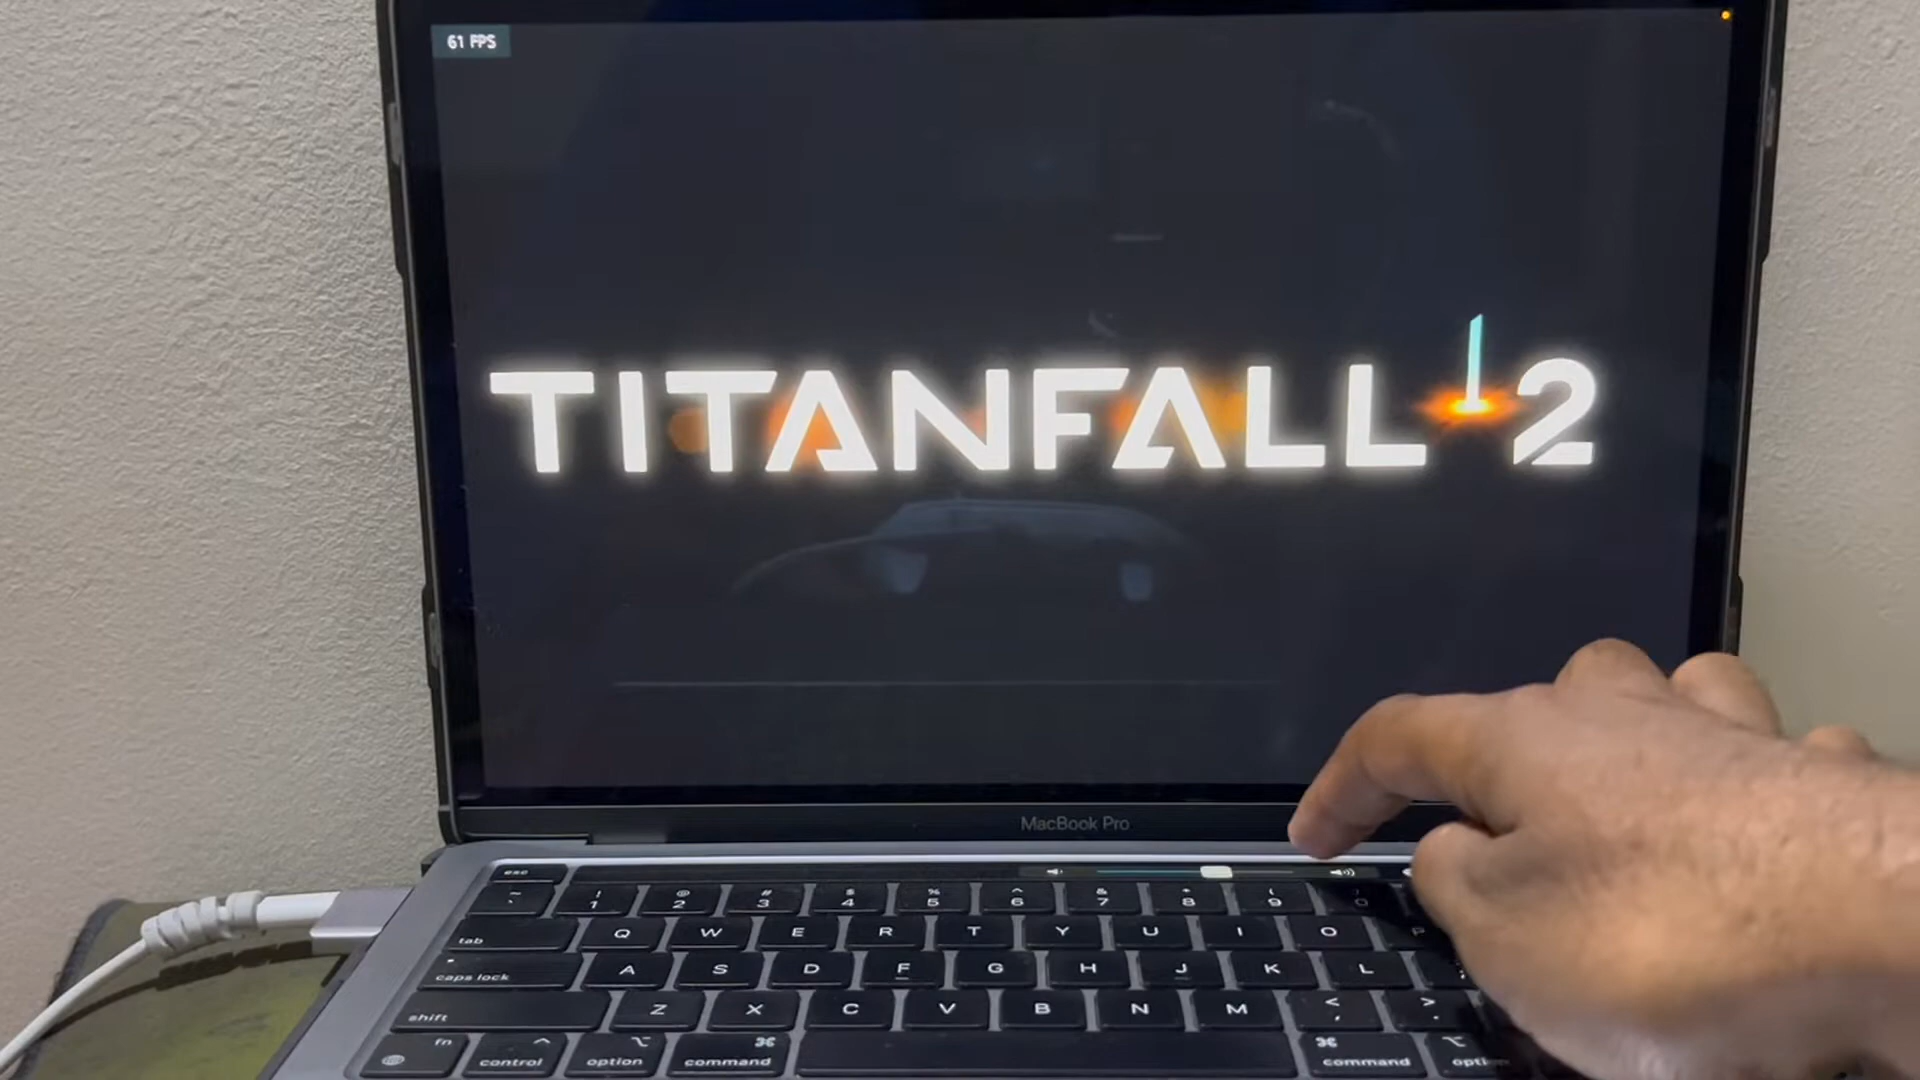 61 FPS
TITANFALL 2
MacBook Pro
esc
~ ` ! 1 @ 2 # 3 $ 4 % 5 ^ 6 & 7 * 8 ( 9
tab Q W E R T Y U I O P
caps lock A S D F G H J K L
shift Z X C V B N M < , > .
fn control ^ option ⌥ command ⌘ ⌘ command ⌥